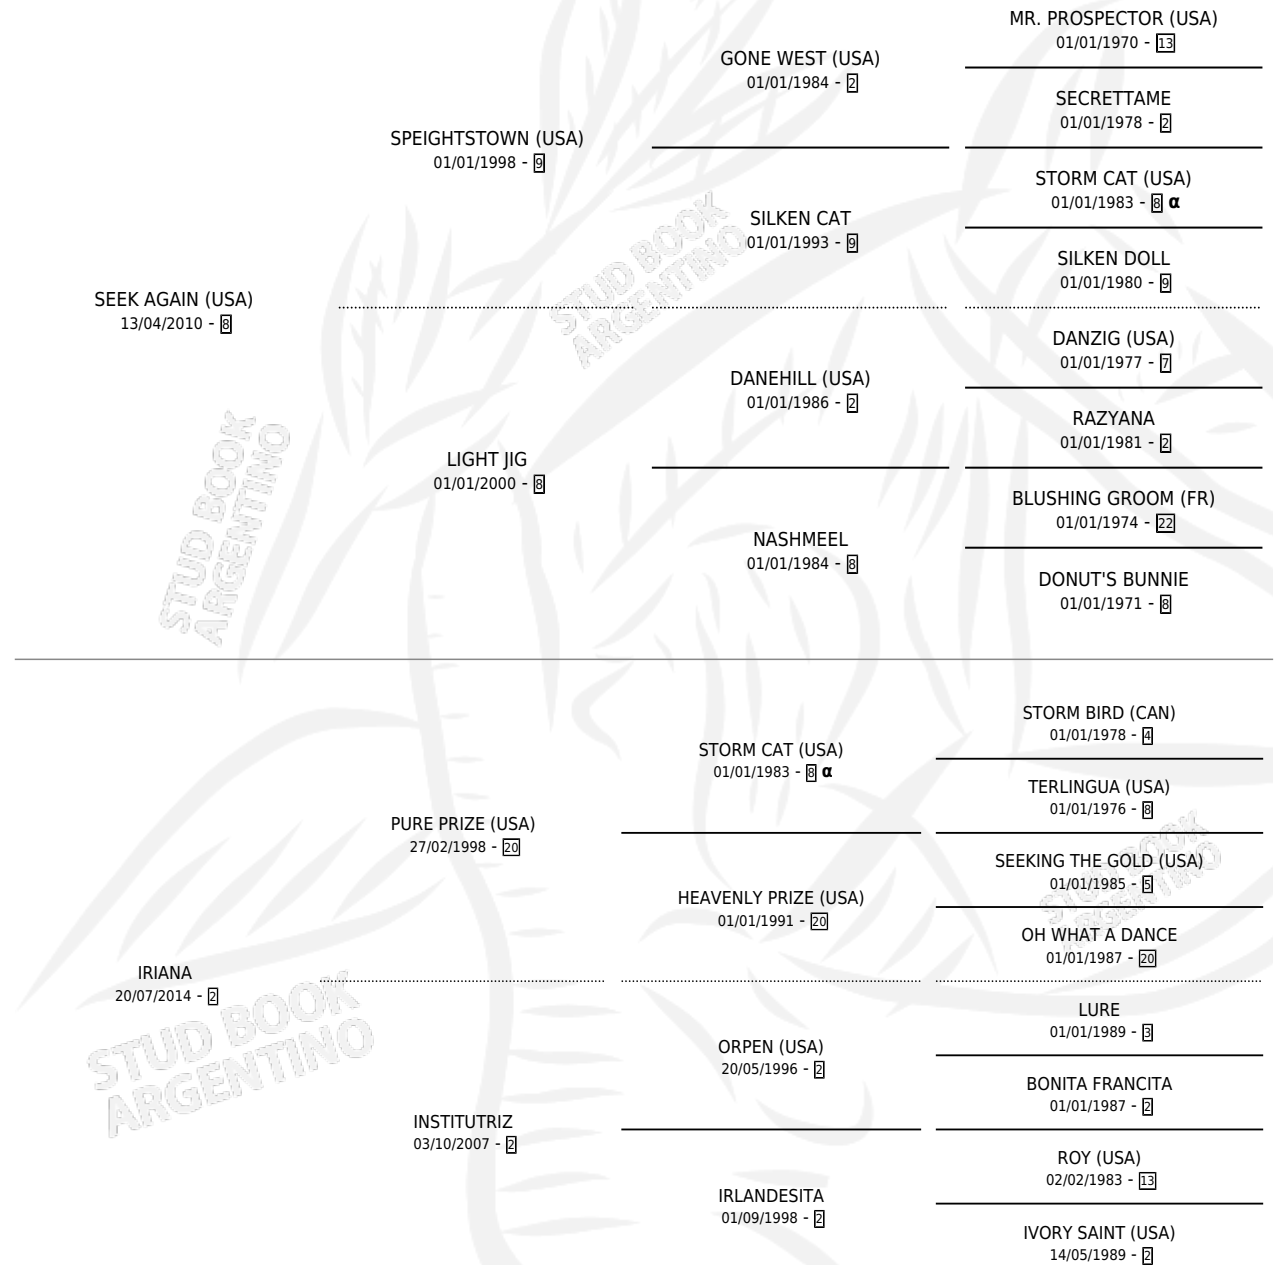 MR. PROSPECTOR (USA)
01/01/1970 - 13
GONE WEST (USA)
01/01/1984 - 2
SECRETTAME
01/01/1978 - 2
SPEIGHTSTOWN (USA)
01/01/1998 - 9
STORM CAT (USA)
01/01/1983 - 8 α
SILKEN CAT
01/01/1993 - 9
SILKEN DOLL
01/01/1980 - 9
SEEK AGAIN (USA)
13/04/2010 - 8
DANZIG (USA)
01/01/1977 - 7
DANEHILL (USA)
01/01/1986 - 2
RAZYANA
01/01/1981 - 2
LIGHT JIG
01/01/2000 - 8
BLUSHING GROOM (FR)
01/01/1974 - 22
NASHMEEL
01/01/1984 - 8
DONUT'S BUNNIE
01/01/1971 - 8
STORM BIRD (CAN)
01/01/1978 - 4
STORM CAT (USA)
01/01/1983 - 8 α
TERLINGUA (USA)
01/01/1976 - 8
PURE PRIZE (USA)
27/02/1998 - 20
SEEKING THE GOLD (USA)
01/01/1985 - 5
HEAVENLY PRIZE (USA)
01/01/1991 - 20
OH WHAT A DANCE
01/01/1987 - 20
IRIANA
20/07/2014 - 2
LURE
01/01/1989 - 3
ORPEN (USA)
20/05/1996 - 2
BONITA FRANCITA
01/01/1987 - 2
INSTITUTRIZ
03/10/2007 - 2
ROY (USA)
02/02/1983 - 13
IRLANDESITA
01/09/1998 - 2
IVORY SAINT (USA)
14/05/1989 - 2
STUD BOOK
ARGENTINO
STUD BOOK
ARGENTINO
STUD BOOK
ARGENTINO
STUD BOOK
ARGENTINO